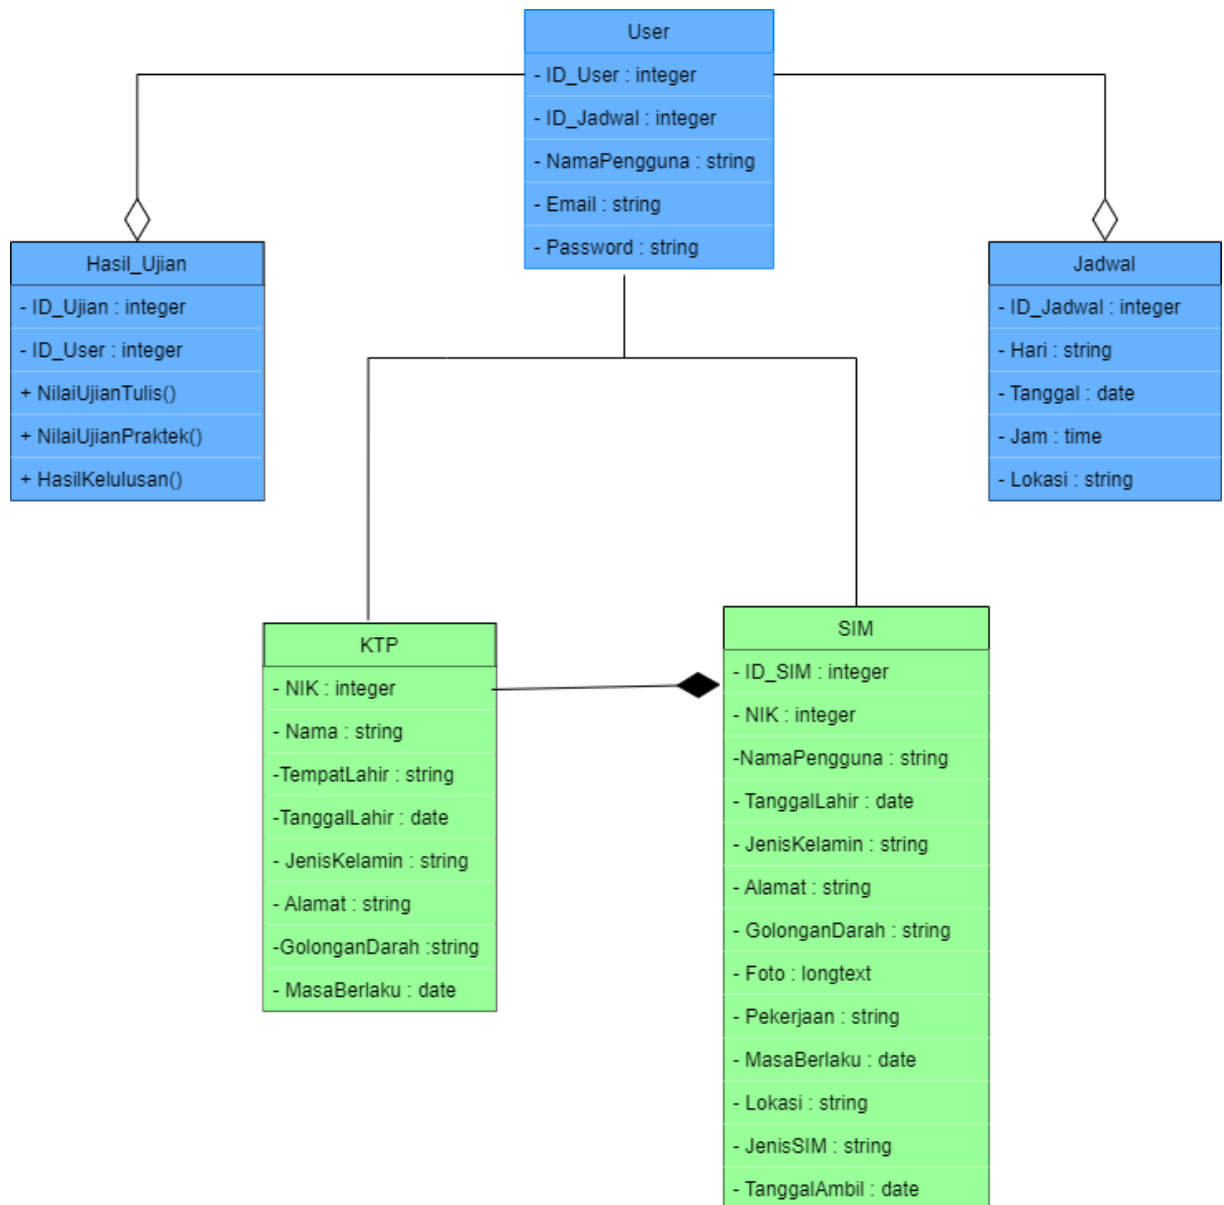 User
- ID_User : integer
- ID_Jadwal : integer
- NamaPengguna : string
- Email : string
- Password : string
Hasil_Ujian
- ID_Ujian : integer
- ID_User : integer
+ NilaiUjianTulis()
+ NilaiUjianPraktek()
+ HasilKelulusan()
Jadwal
- ID_Jadwal : integer
- Hari : string
- Tanggal : date
- Jam : time
- Lokasi : string
KTP
- NIK : integer
- Nama : string
-TempatLahir : string
-TanggalLahir : date
- JenisKelamin : string
- Alamat : string
-GolonganDarah :string
- MasaBerlaku : date
SIM
- ID_SIM : integer
- NIK : integer
-NamaPengguna : string
- TanggalLahir : date
- JenisKelamin : string
- Alamat : string
- GolonganDarah : string
- Foto : longtext
- Pekerjaan : string
- MasaBerlaku : date
- Lokasi : string
- JenisSIM : string
- TanggalAmbil : date